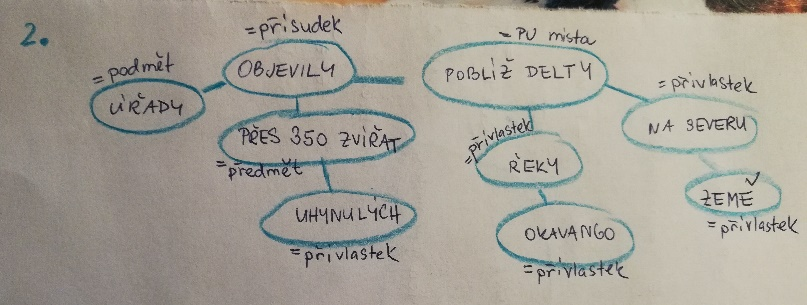 2.
=podmět
ÚŘADY
=přísudek
OBJEVILY
PŘES 350 ZVÍŘAT
=předmět
UHYNULÝCH
=přívlastek
=PU místa
POBLÍŽ DELTY
=přívlastek
ŘEKY
OKAVANGO
=přívlastek
=přívlastek
NA SEVERU
ZEMĚ
=přívlastek